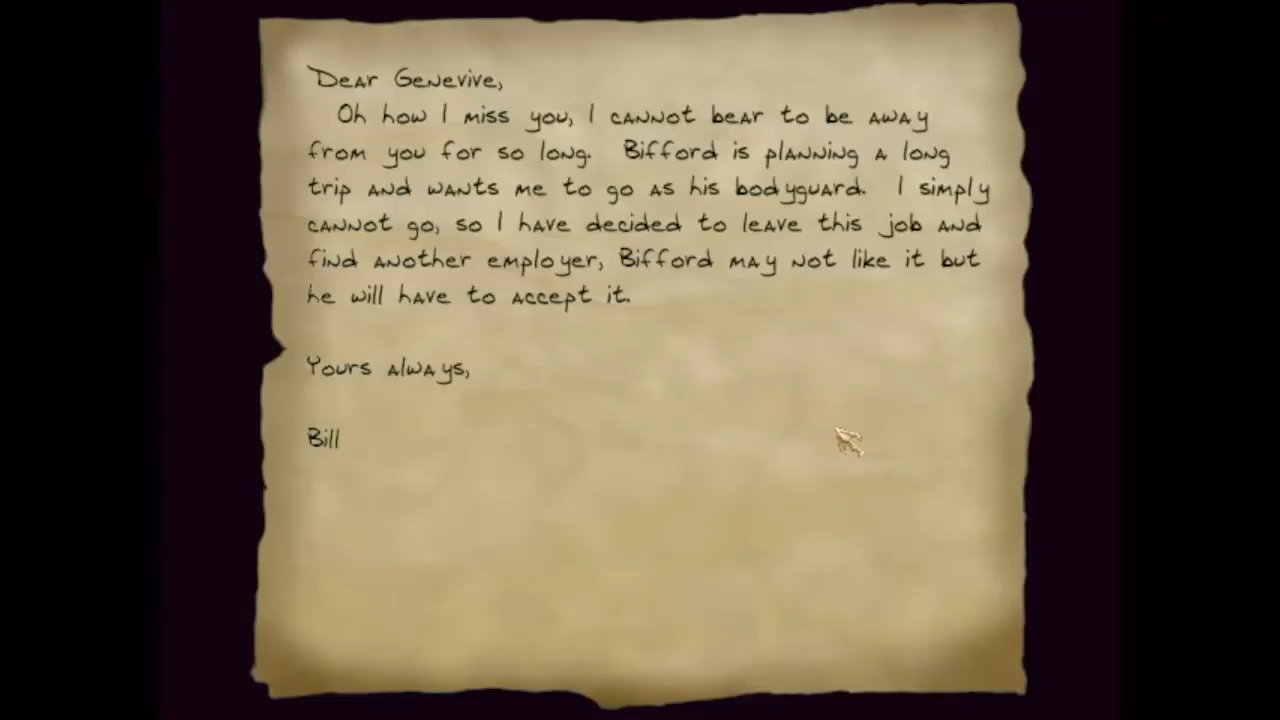 Dear Genevive,
Oh how I miss you, I cannot bear to be away
from you for so long. Bifford is planning a long
trip and wants me to go as his bodyguard. I simply
cannot go, so I have decided to leave this job and
find another employer, Bifford may not like it but
he will have to accept it.
Yours always,
Bill